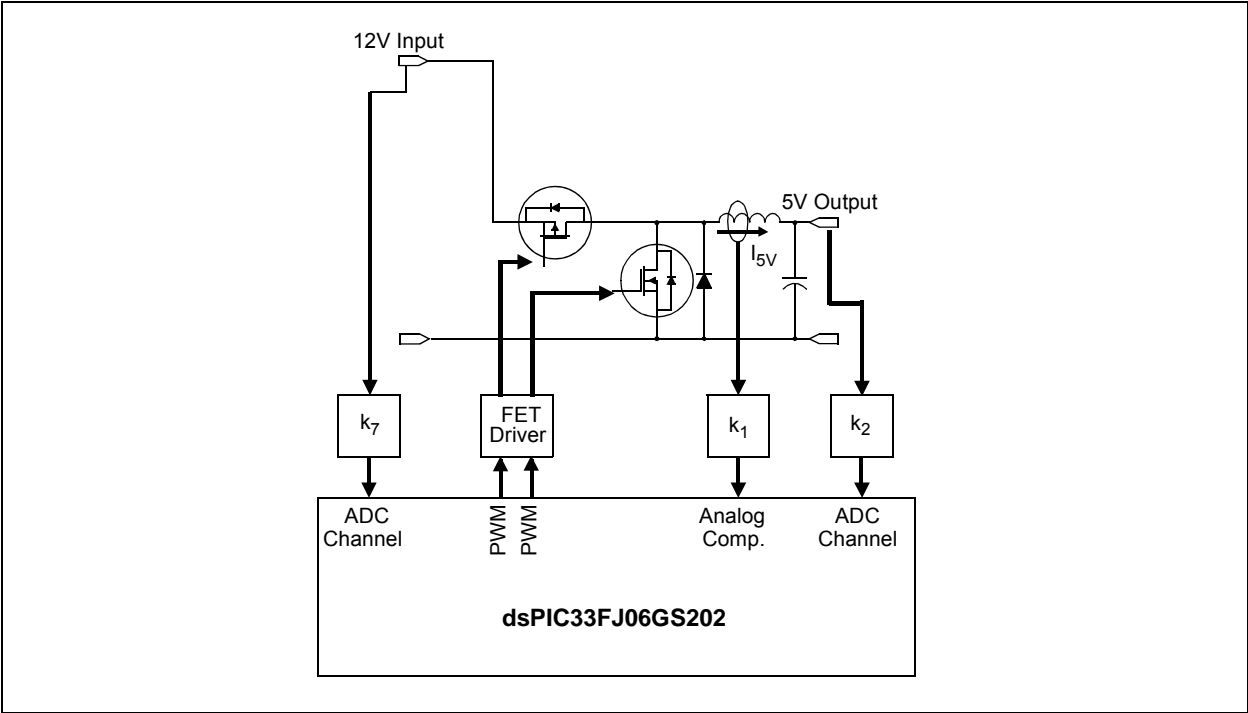 12V Input
5V Output
I5V
k7
FET
Driver
k1
k2
ADC
Channel
PWM
PWM
Analog
Comp.
ADC
Channel
dsPIC33FJ06GS202